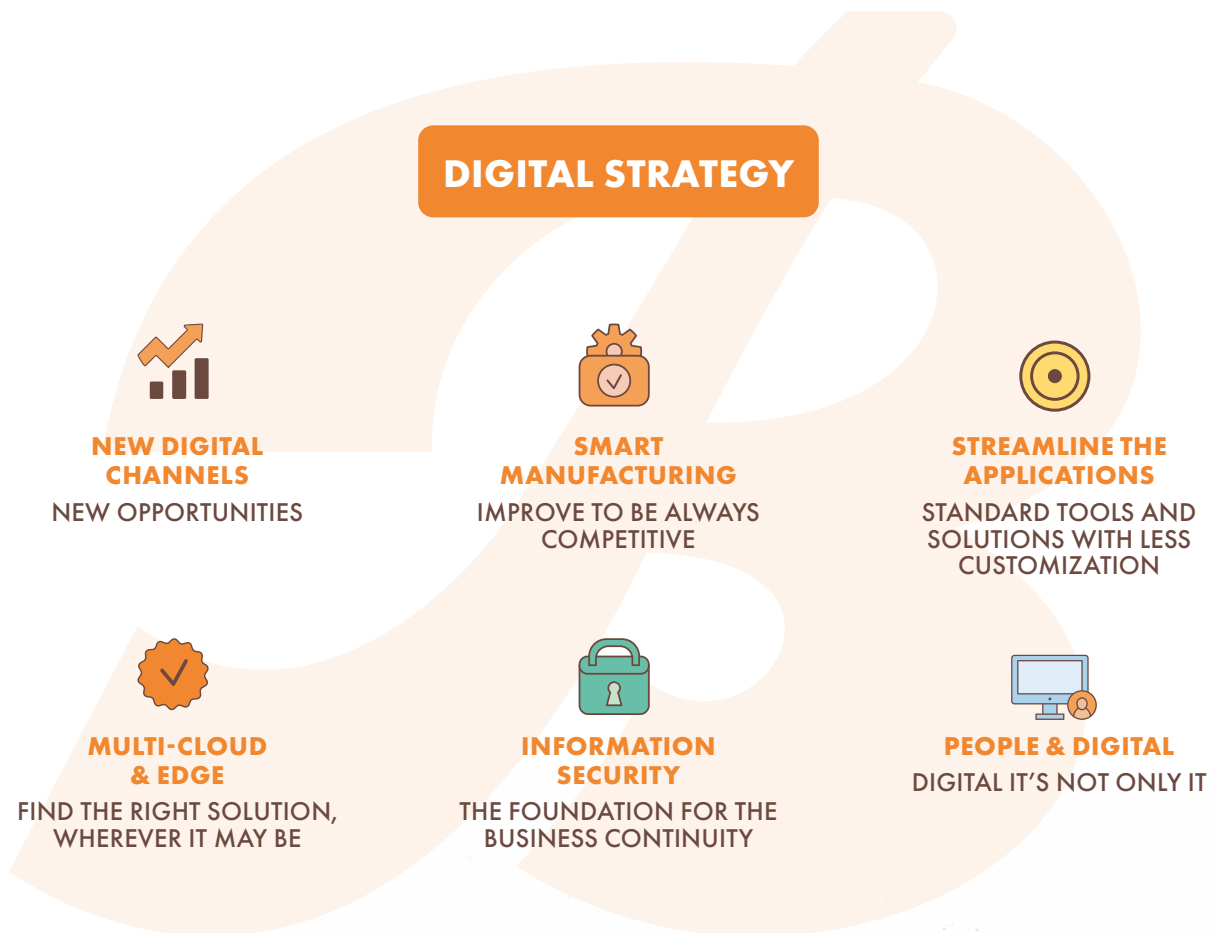 DIGITAL STRATEGY
NEW DIGITAL
CHANNELS
NEW OPPORTUNITIES
SMART
MANUFACTURING
IMPROVE TO BE ALWAYS
COMPETITIVE
STREAMLINE THE
APPLICATIONS
STANDARD TOOLS AND
SOLUTIONS WITH LESS
CUSTOMIZATION
MULTI-CLOUD
& EDGE
FIND THE RIGHT SOLUTION,
WHEREVER IT MAY BE
INFORMATION
SECURITY
THE FOUNDATION FOR THE
BUSINESS CONTINUITY
PEOPLE & DIGITAL
DIGITAL IT’S NOT ONLY IT